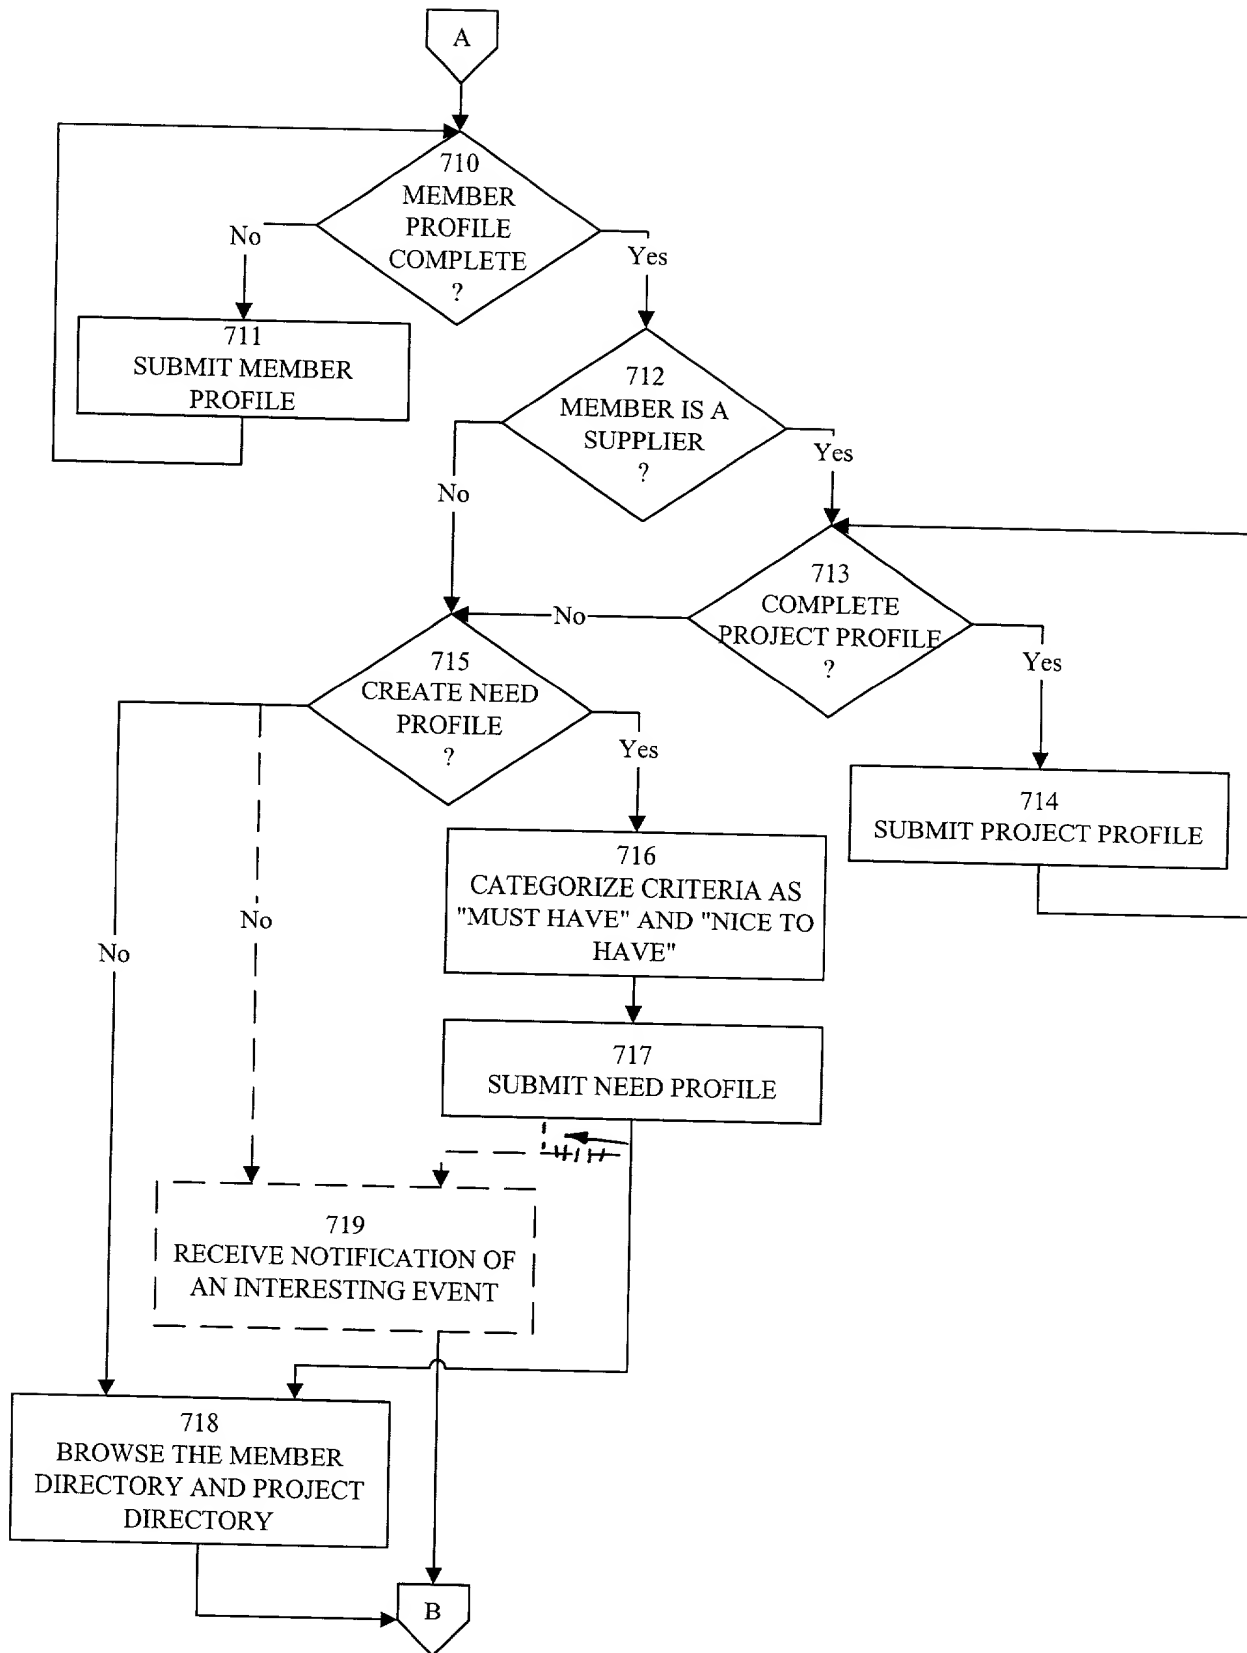 A
710
MEMBER
PROFILE
COMPLETE
?
No
Yes
711
SUBMIT MEMBER
PROFILE
712
MEMBER IS A
SUPPLIER
?
No
Yes
713
COMPLETE
PROJECT PROFILE
?
No
Yes
714
SUBMIT PROJECT PROFILE
715
CREATE NEED
PROFILE
?
Yes
No
No
716
CATEGORIZE CRITERIA AS
"MUST HAVE" AND "NICE TO
HAVE"
717
SUBMIT NEED PROFILE
719
RECEIVE NOTIFICATION OF
AN INTERESTING EVENT
718
BROWSE THE MEMBER
DIRECTORY AND PROJECT
DIRECTORY
B